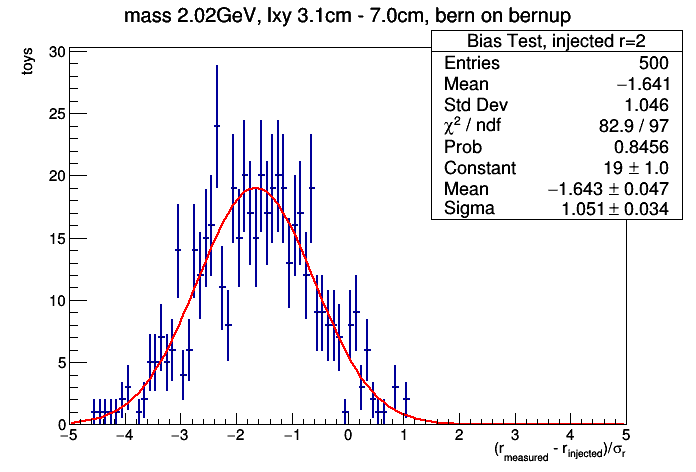 mass 2.02GeV, lxy 3.1cm - 7.0cm, bern on bernup
Bias Test, injected r=2
Entries 500
Mean −1.641
Std Dev 1.046
χ² / ndf 82.9 / 97
Prob 0.8456
Constant 19 ± 1.0
Mean −1.643 ± 0.047
Sigma 1.051 ± 0.034
toys
30
25
20
15
10
5
0
−5 −4 −3 −2 −1 0 1 2 3 4 5
(r_measured - r_injected)/σ_r